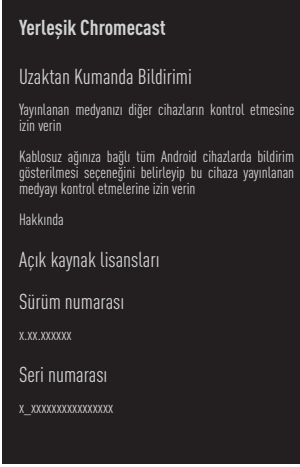 Yerleşik Chromecast
Uzaktan Kumanda Bildirimi
Yayınlanan medyanızı diğer cihazların kontrol etmesine
izin verin
Kablosuz ağınıza bağlı tüm Android cihazlarda bildirim
gösterilmesi seçeneğini belirleyip bu cihaza yayınlanan
medyayı kontrol etmelerine izin verin
Hakkında
Açık kaynak lisansları
Sürüm numarası
x.xx.xxxxxx
Seri numarası
x_xxxxxxxxxxxxxxxx